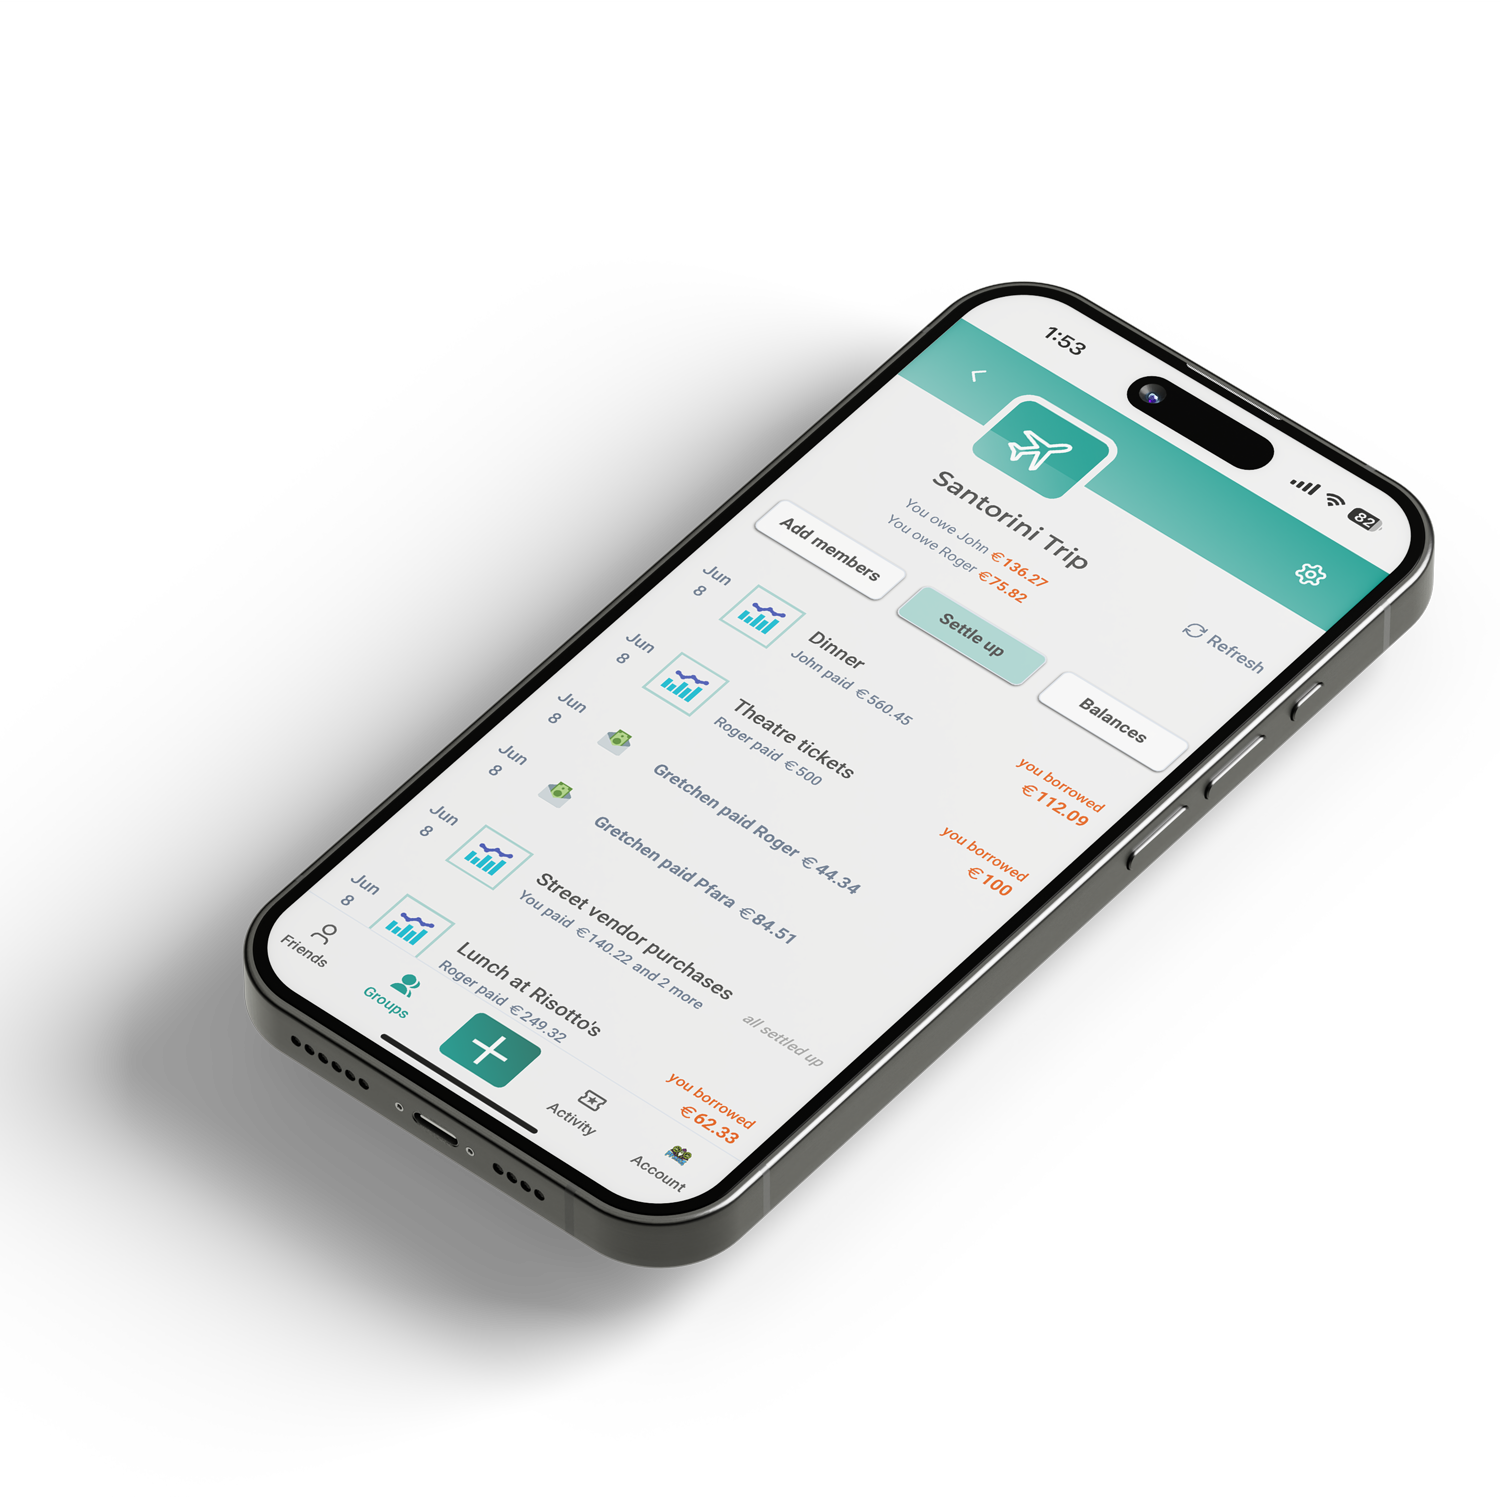 1:53
82
Santorini Trip
You owe John €136.27
You owe Roger €75.82
Refresh
Add members
Settle up
Balances
Jun
8
Dinner
John paid €560.45
you borrowed
€112.09
Jun
8
Theatre tickets
Roger paid €500
you borrowed
€100
Jun
8
Gretchen paid Roger €44.34
Jun
8
Gretchen paid Pfara €84.51
Jun
8
Street vendor purchases
You paid €140.22 and 2 more
all settled up
Jun
8
Lunch at Risotto's
Roger paid €249.32
you borrowed
€62.33
Friends
Groups
Activity
Account